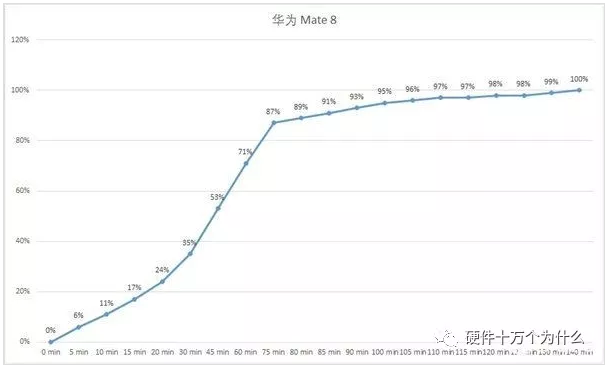 华为 Mate 8
120%
100%
80%
60%
40%
20%
0%
0% 6% 11% 17% 24% 35% 53% 71% 87% 89% 91% 93% 95% 96% 97% 97% 98% 98% 99% 100%
0 min 5 min 10 min 15 min 20 min 30 min 45 min 60 min 75 min 80 min 85 min 90 min 100 min 105 min 110 min 115 min 120 min 130 min 140 min
硬件十万个为什么